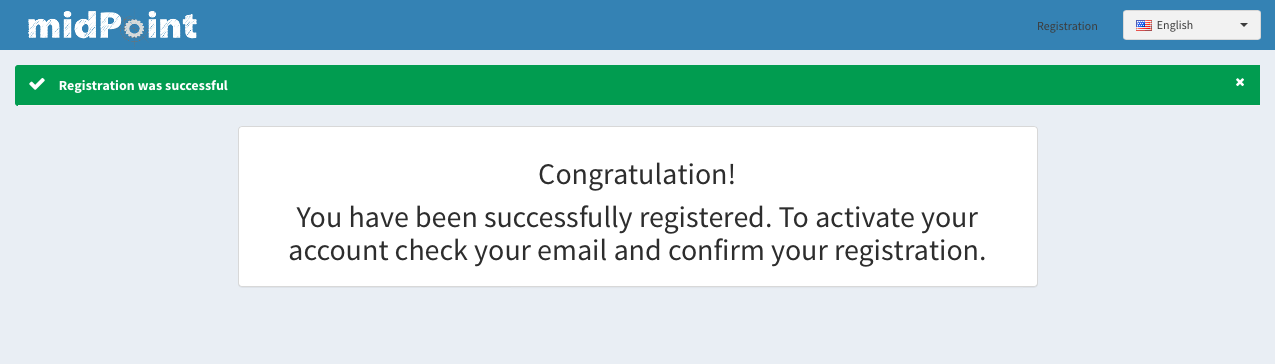 midPoint
Registration
English
Registration was successful
Congratulation!
You have been successfully registered. To activate your
account check your email and confirm your registration.